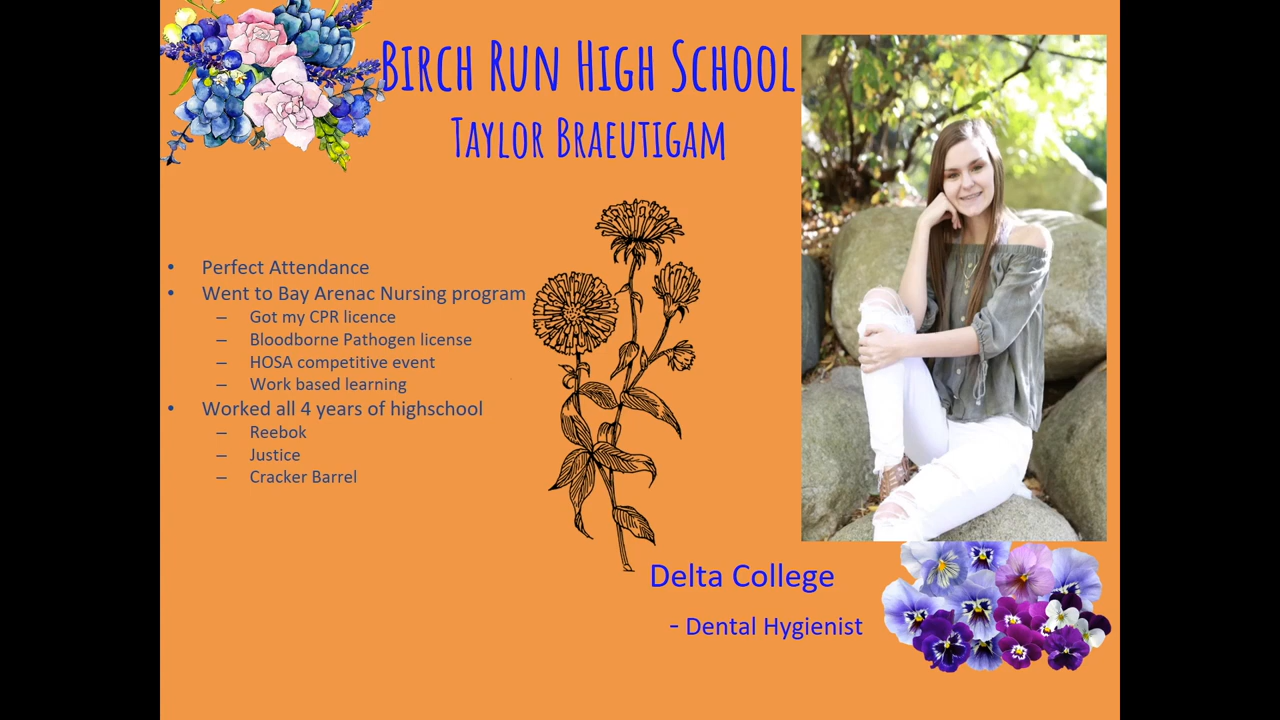 Birch Run High School
Taylor Braeutigam
• Perfect Attendance
• Went to Bay Arenac Nursing program
– Got my CPR licence
– Bloodborne Pathogen license
– HOSA competitive event
– Work based learning
• Worked all 4 years of highschool
– Reebok
– Justice
– Cracker Barrel
Delta College
- Dental Hygienist